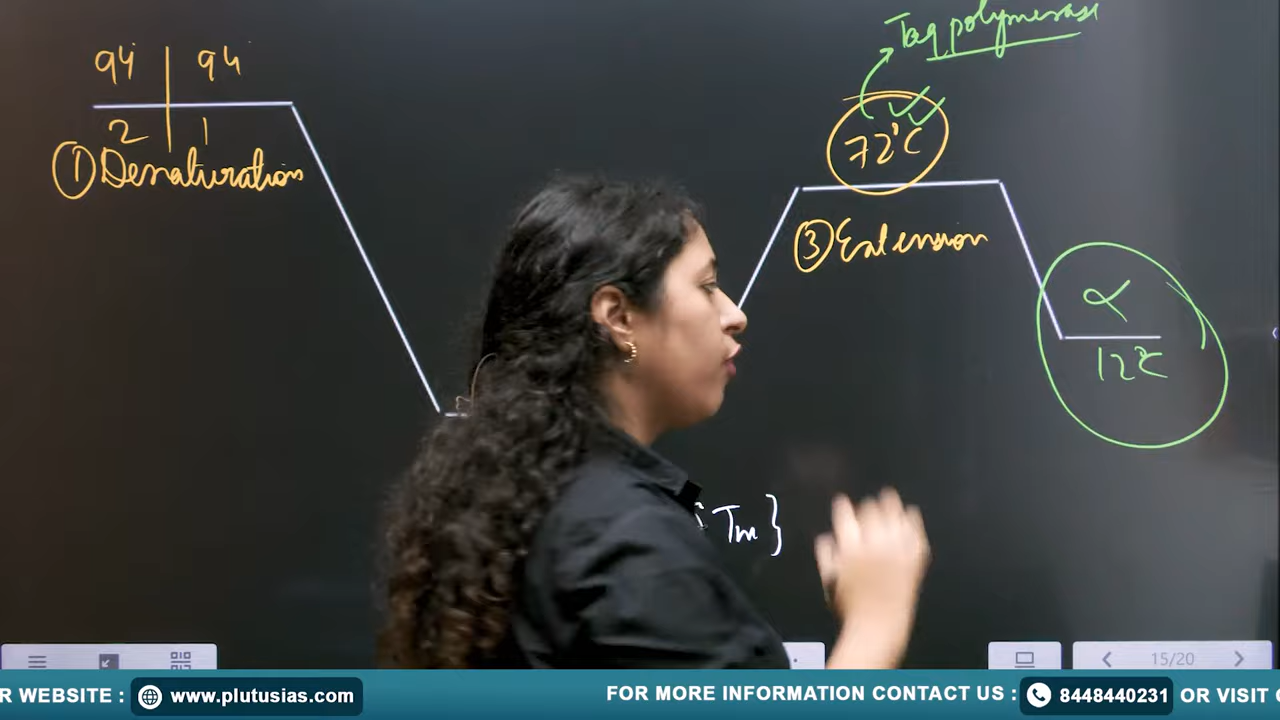 94 | 94
2 | 1
① Denaturation
Taq polymerase
72°C
③ Extension
α
12°C
Tm }
15/20
R WEBSITE : www.plutusias.com
FOR MORE INFORMATION CONTACT US : 8448440231 OR VISIT